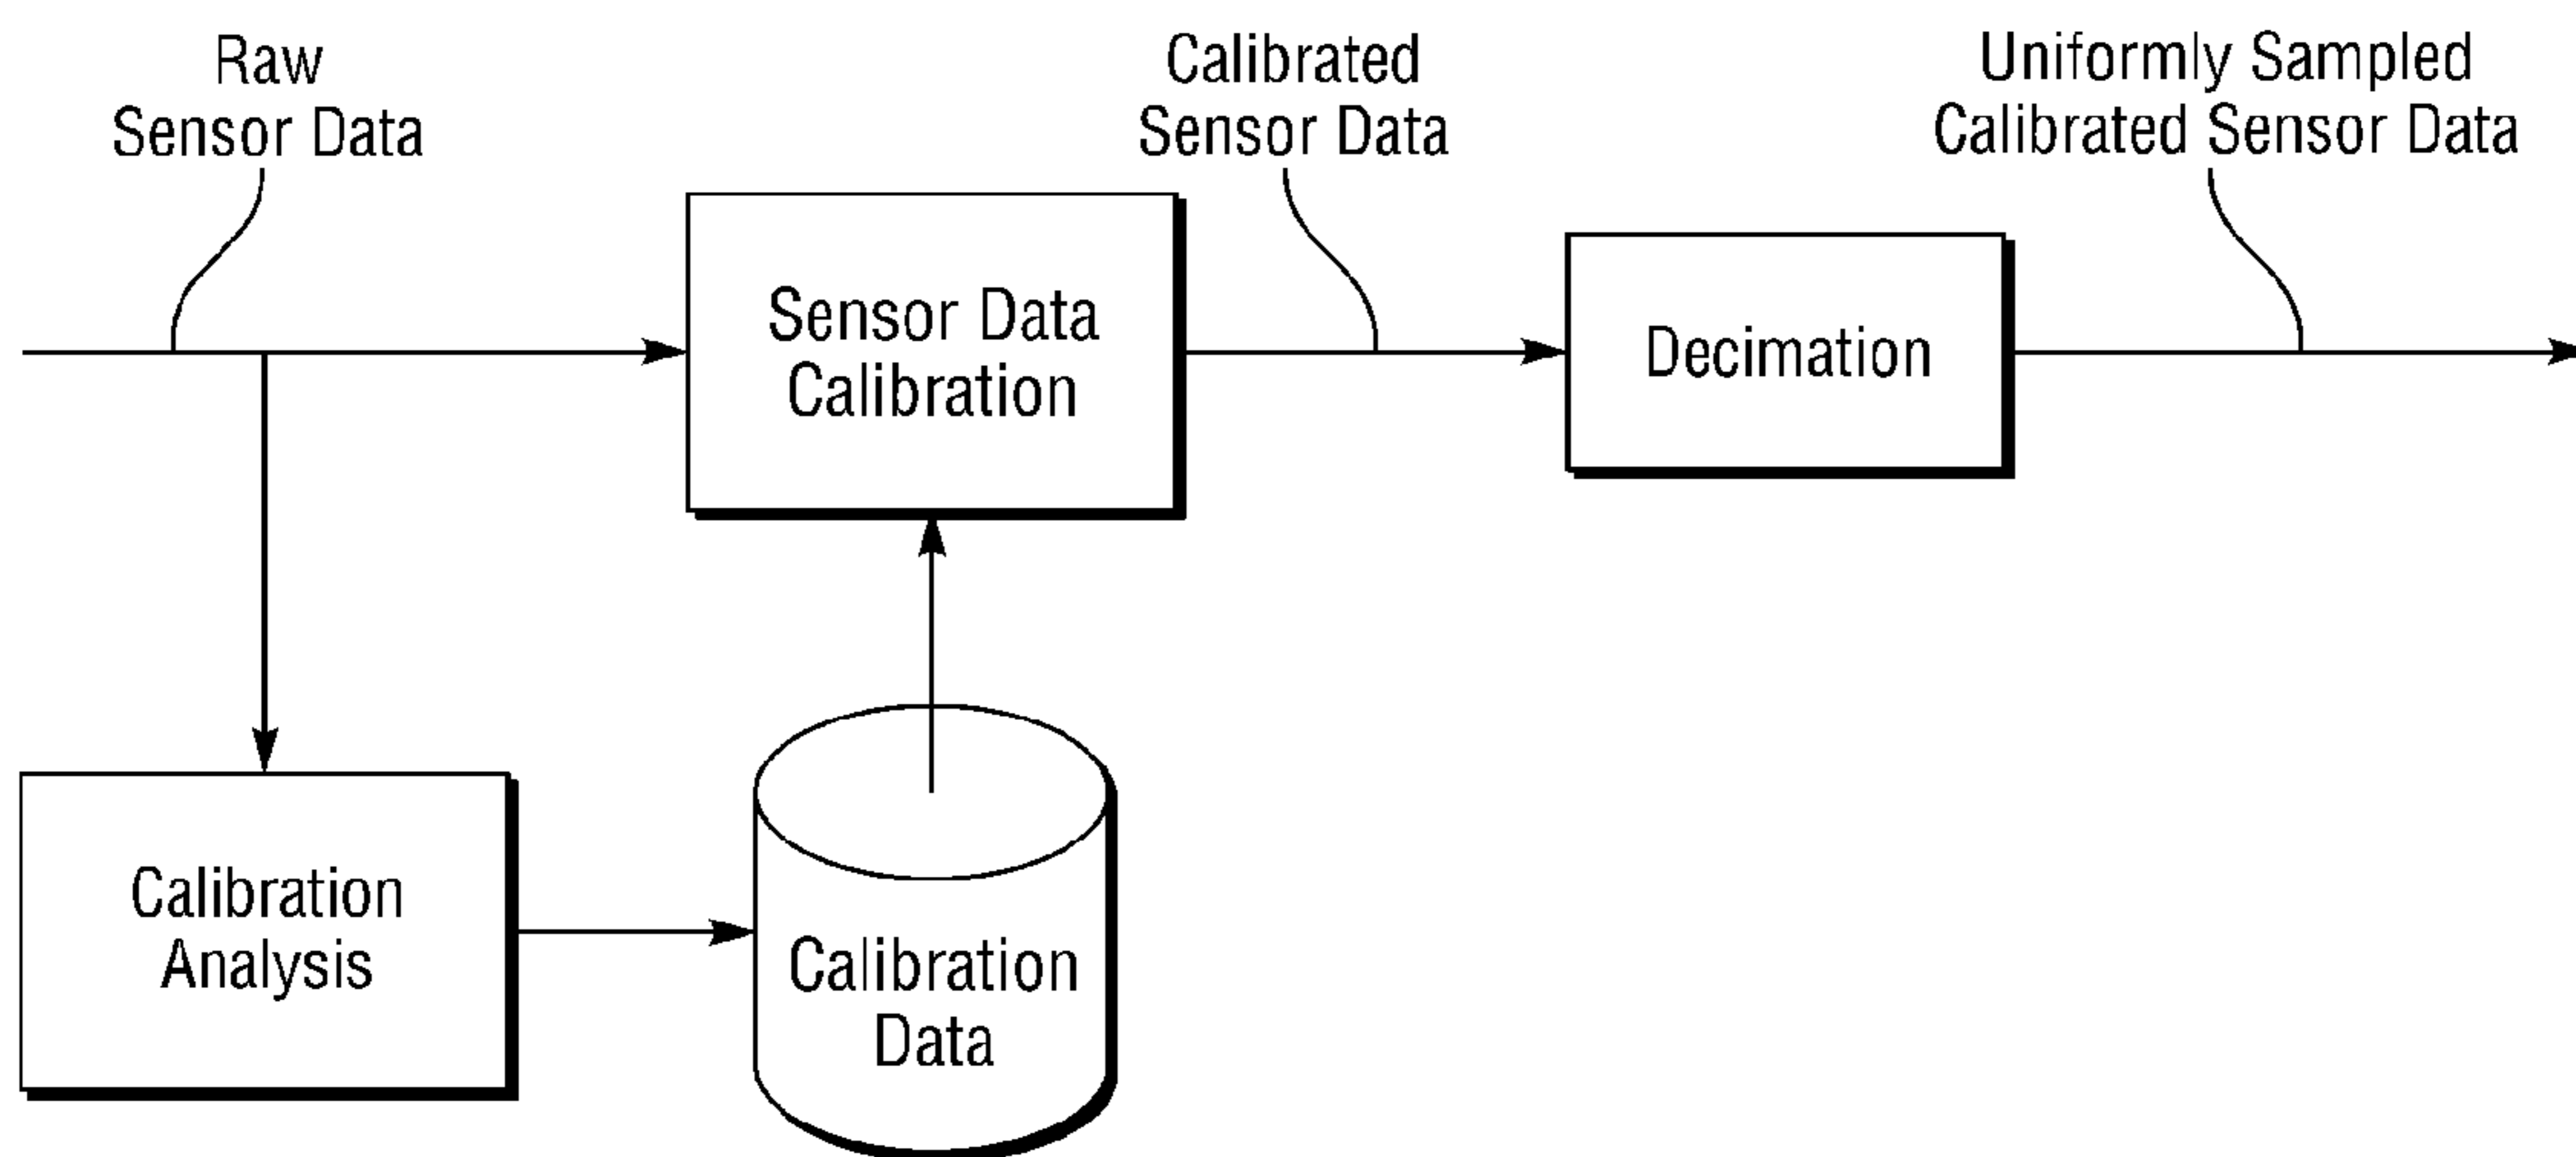 Raw
Sensor Data
Calibrated
Sensor Data
Uniformly Sampled
Calibrated Sensor Data
Sensor Data
Calibration
Decimation
Calibration
Analysis
Calibration
Data